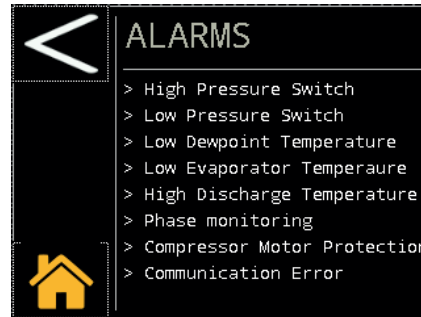 ALARMS
> High Pressure Switch
> Low Pressure Switch
> Low Dewpoint Temperature
> Low Evaporator Temperaure
> High Discharge Temperature
> Phase monitoring
> Compressor Motor Protection
> Communication Error